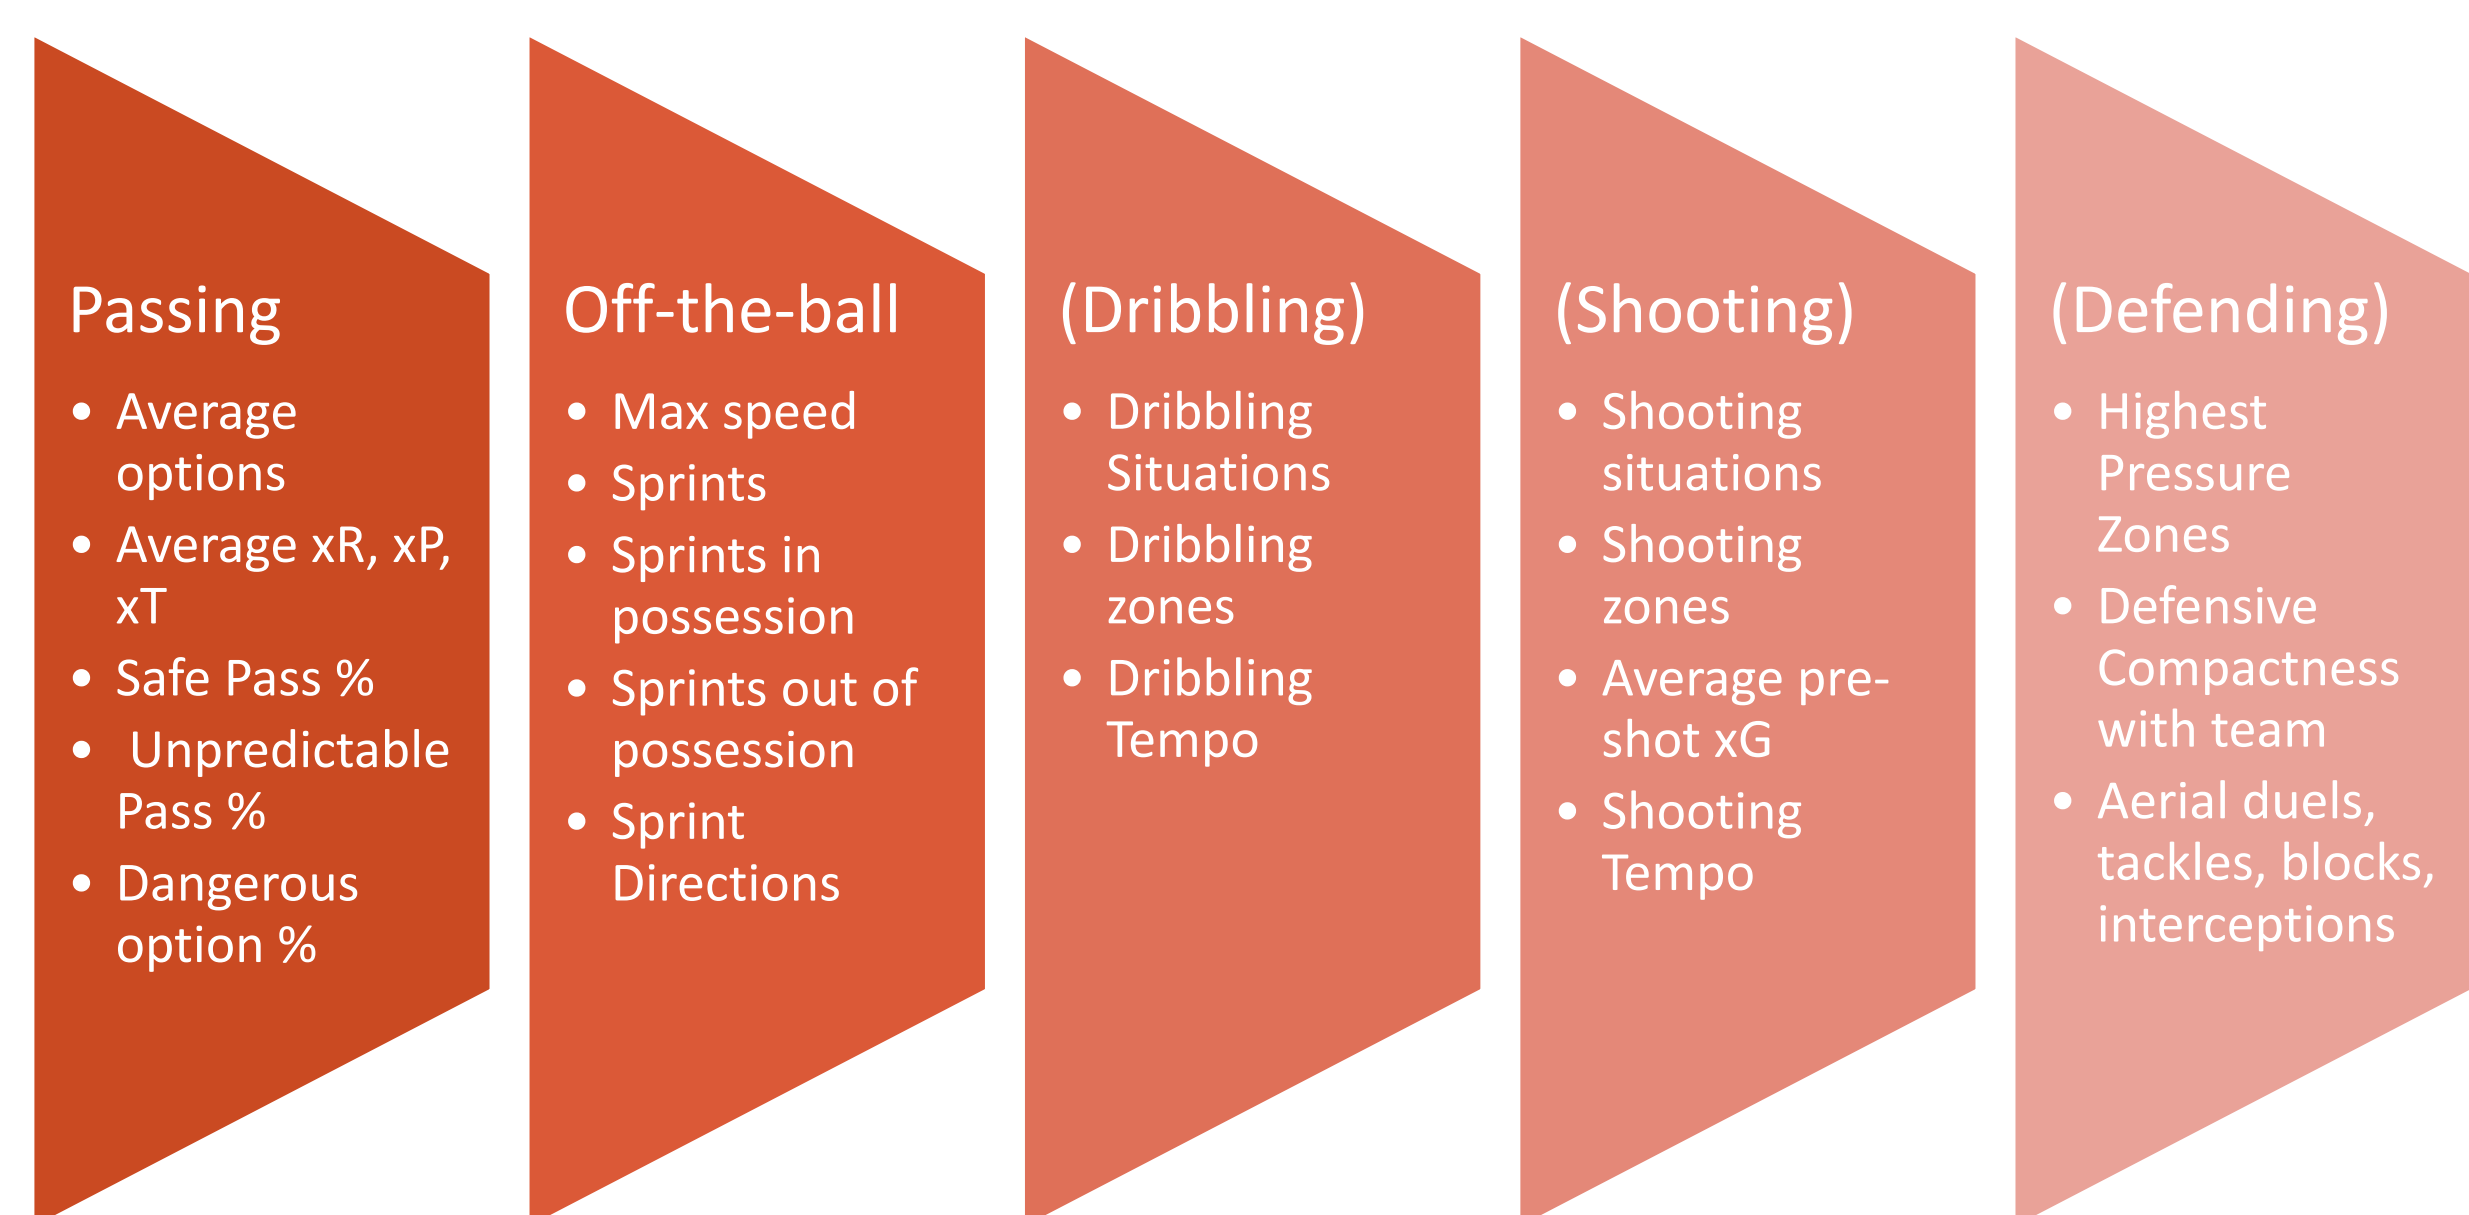 Passing
• Average
options
• Average xR, xP,
xT
• Safe Pass %
• Unpredictable
Pass %
• Dangerous
option %
Off-the-ball
• Max speed
• Sprints
• Sprints in
possession
• Sprints out of
possession
• Sprint
Directions
(Dribbling)
• Dribbling
Situations
• Dribbling
zones
• Dribbling
Tempo
(Shooting)
• Shooting
situations
• Shooting
zones
• Average pre-
shot xG
• Shooting
Tempo
(Defending)
• Highest
Pressure
Zones
• Defensive
Compactness
with team
• Aerial duels,
tackles, blocks,
interceptions